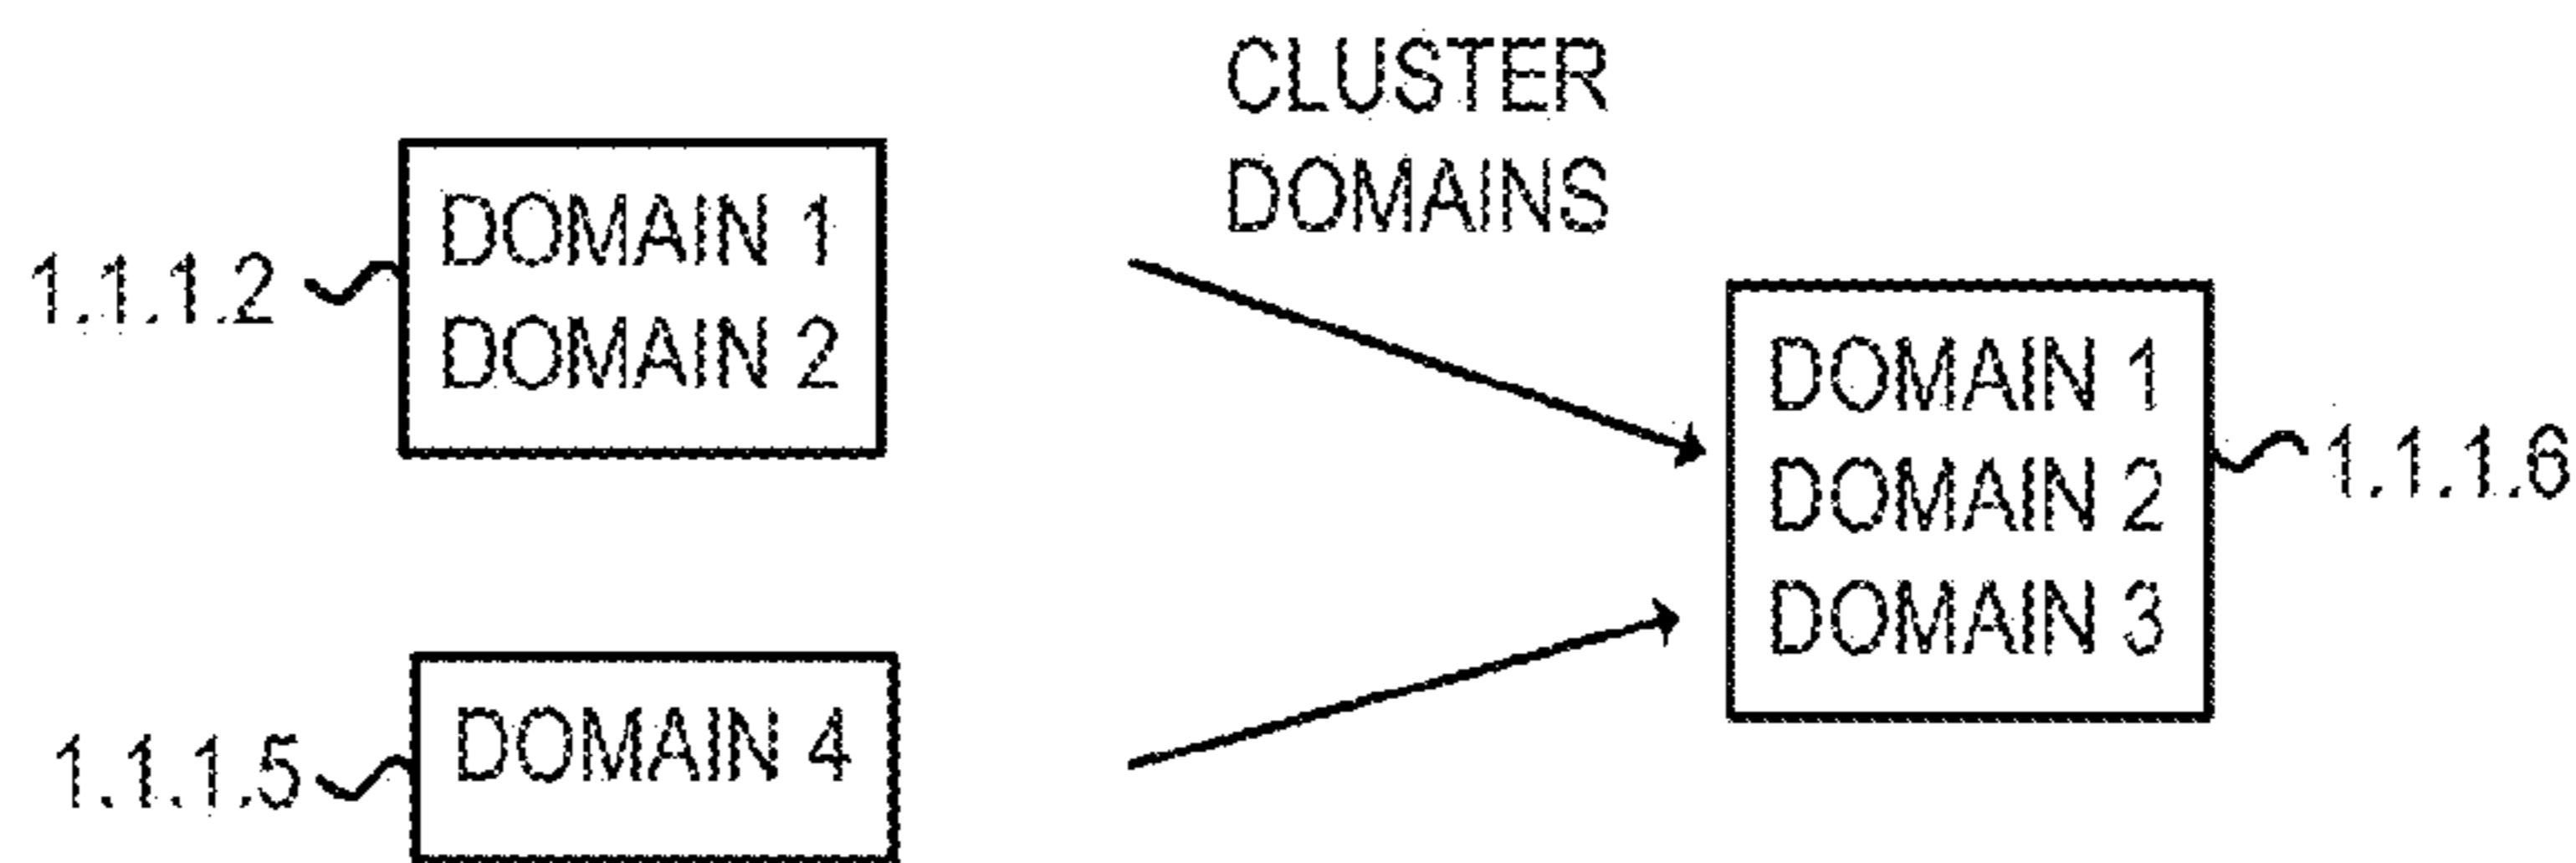 CLUSTER
DOMAINS
1.1.1.2
DOMAIN 1
DOMAIN 2
1.1.1.5
DOMAIN 4
DOMAIN 1
DOMAIN 2
DOMAIN 3
1.1.1.6